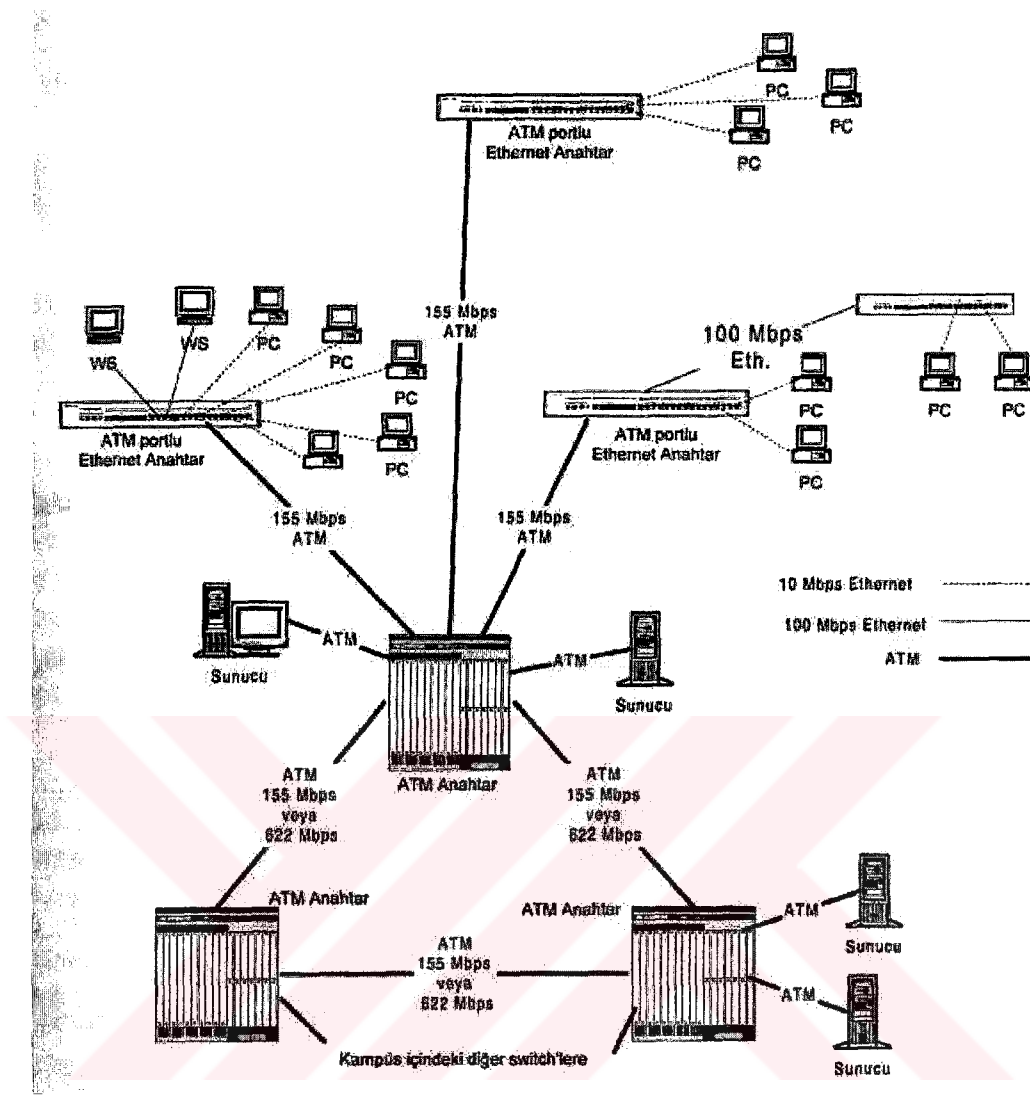 PC
PC
PC
ATM portlu
Ethernet Anahtar
155 Mbps
ATM
WS
WS
PC
PC
PC
PC
ATM portlu
Ethernet Anahtar
100 Mbps
Eth.
PC
PC
PC
PC
ATM portlu
Ethernet Anahtar
155 Mbps
ATM
155 Mbps
ATM
10 Mbps Ethernet
100 Mbps Ethernet
ATM
ATM
Sunucu
ATM
Sunucu
ATM Anahtar
ATM
155 Mbps
veya
622 Mbps
ATM
155 Mbps
veya
622 Mbps
ATM Anahtar
ATM Anahtar
ATM
155 Mbps
veya
622 Mbps
ATM
Sunucu
ATM
Sunucu
Kampüs içindeki diğer switch'lere